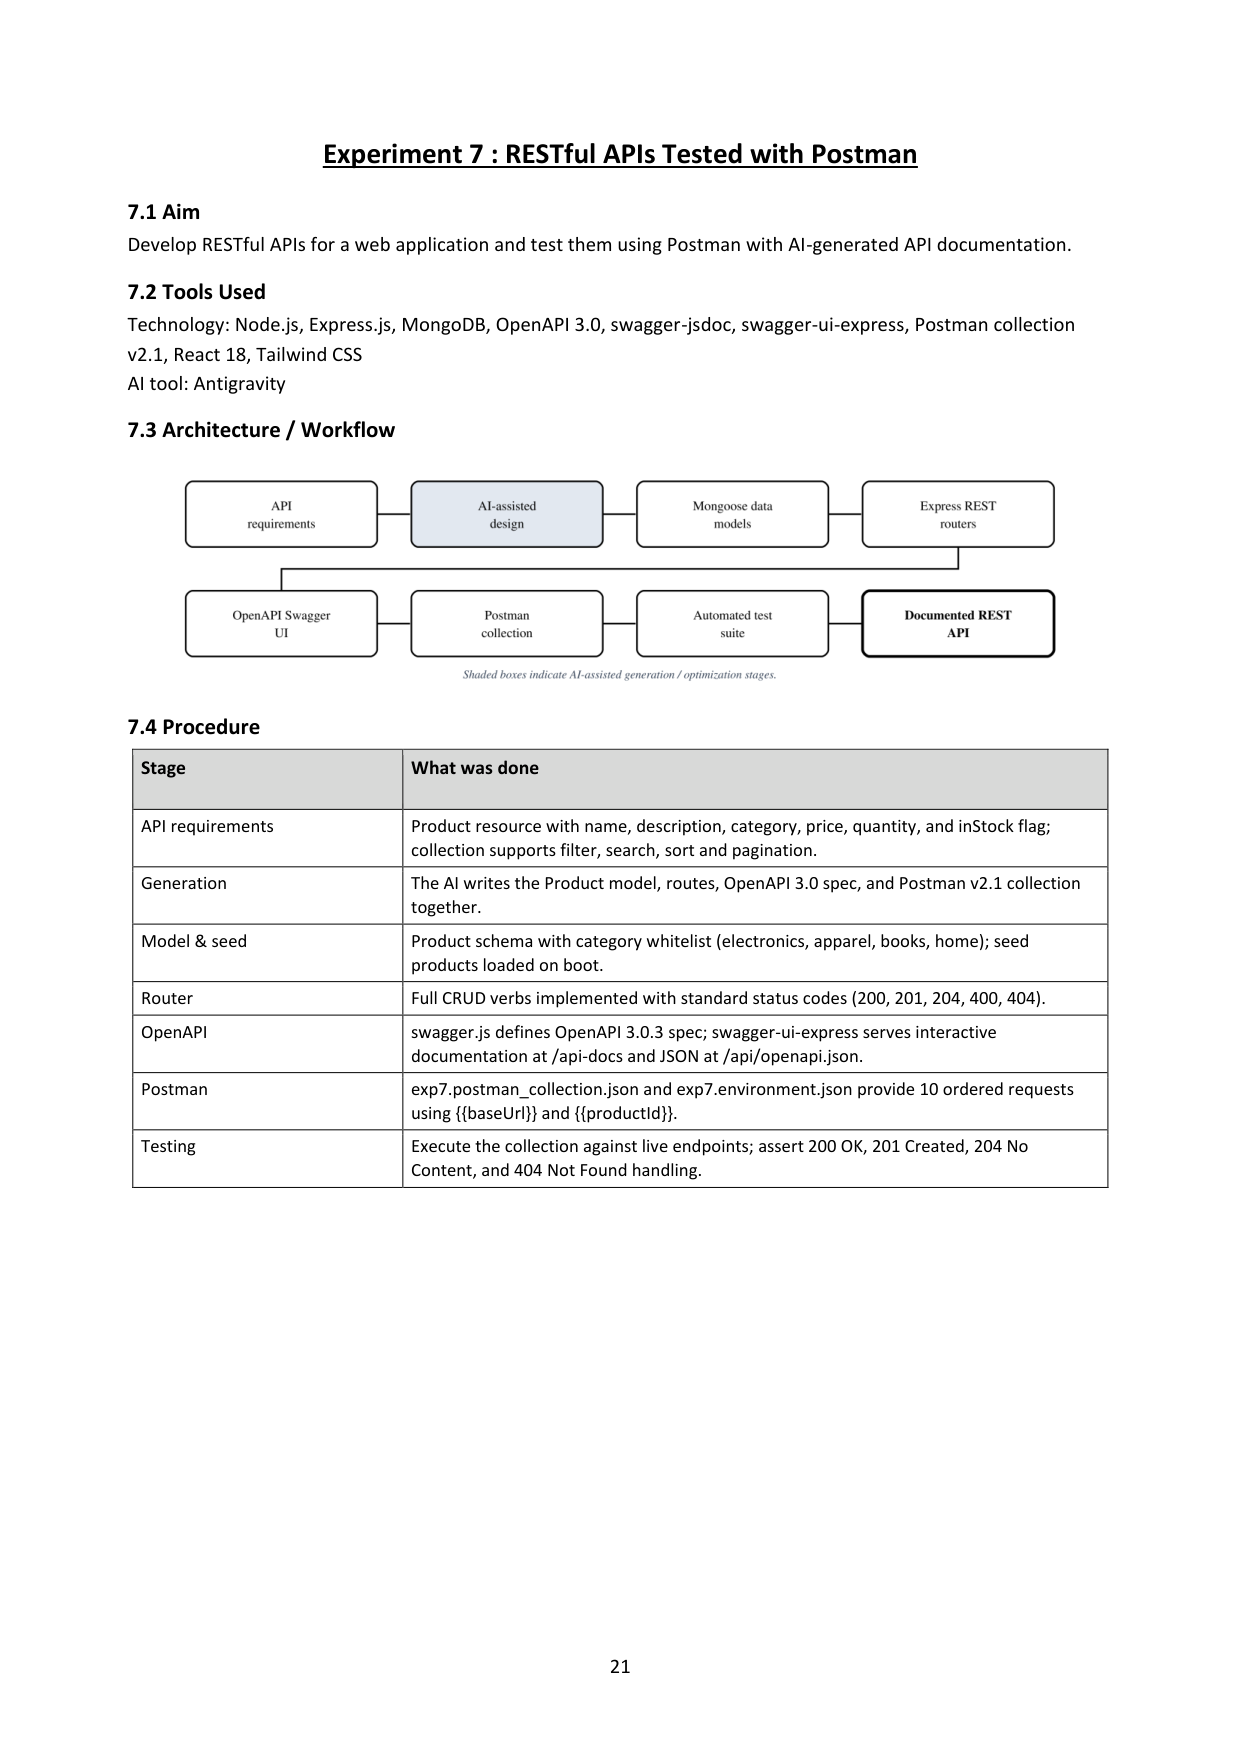 Experiment 7 : RESTful APIs Tested with Postman
7.1 Aim
Develop RESTful APIs for a web application and test them using Postman with AI-generated API documentation.
7.2 Tools Used
Technology: Node.js, Express.js, MongoDB, OpenAPI 3.0, swagger-jsdoc, swagger-ui-express, Postman collection
v2.1, React 18, Tailwind CSS
AI tool: Antigravity
7.3 Architecture / Workflow
API
requirements
AI-assisted
design
Mongoose data
models
Express REST
routers
OpenAPI Swagger
UI
Postman
collection
Automated test
suite
Documented REST
API
Shaded boxes indicate AI-assisted generation / optimization stages.
7.4 Procedure
Stage
What was done
API requirements
Product resource with name, description, category, price, quantity, and inStock flag;
collection supports filter, search, sort and pagination.
Generation
The AI writes the Product model, routes, OpenAPI 3.0 spec, and Postman v2.1 collection
together.
Model & seed
Product schema with category whitelist (electronics, apparel, books, home); seed
products loaded on boot.
Router
Full CRUD verbs implemented with standard status codes (200, 201, 204, 400, 404).
OpenAPI
swagger.js defines OpenAPI 3.0.3 spec; swagger-ui-express serves interactive
documentation at /api-docs and JSON at /api/openapi.json.
Postman
exp7.postman_collection.json and exp7.environment.json provide 10 ordered requests
using {{baseUrl}} and {{productId}}.
Testing
Execute the collection against live endpoints; assert 200 OK, 201 Created, 204 No
Content, and 404 Not Found handling.
21